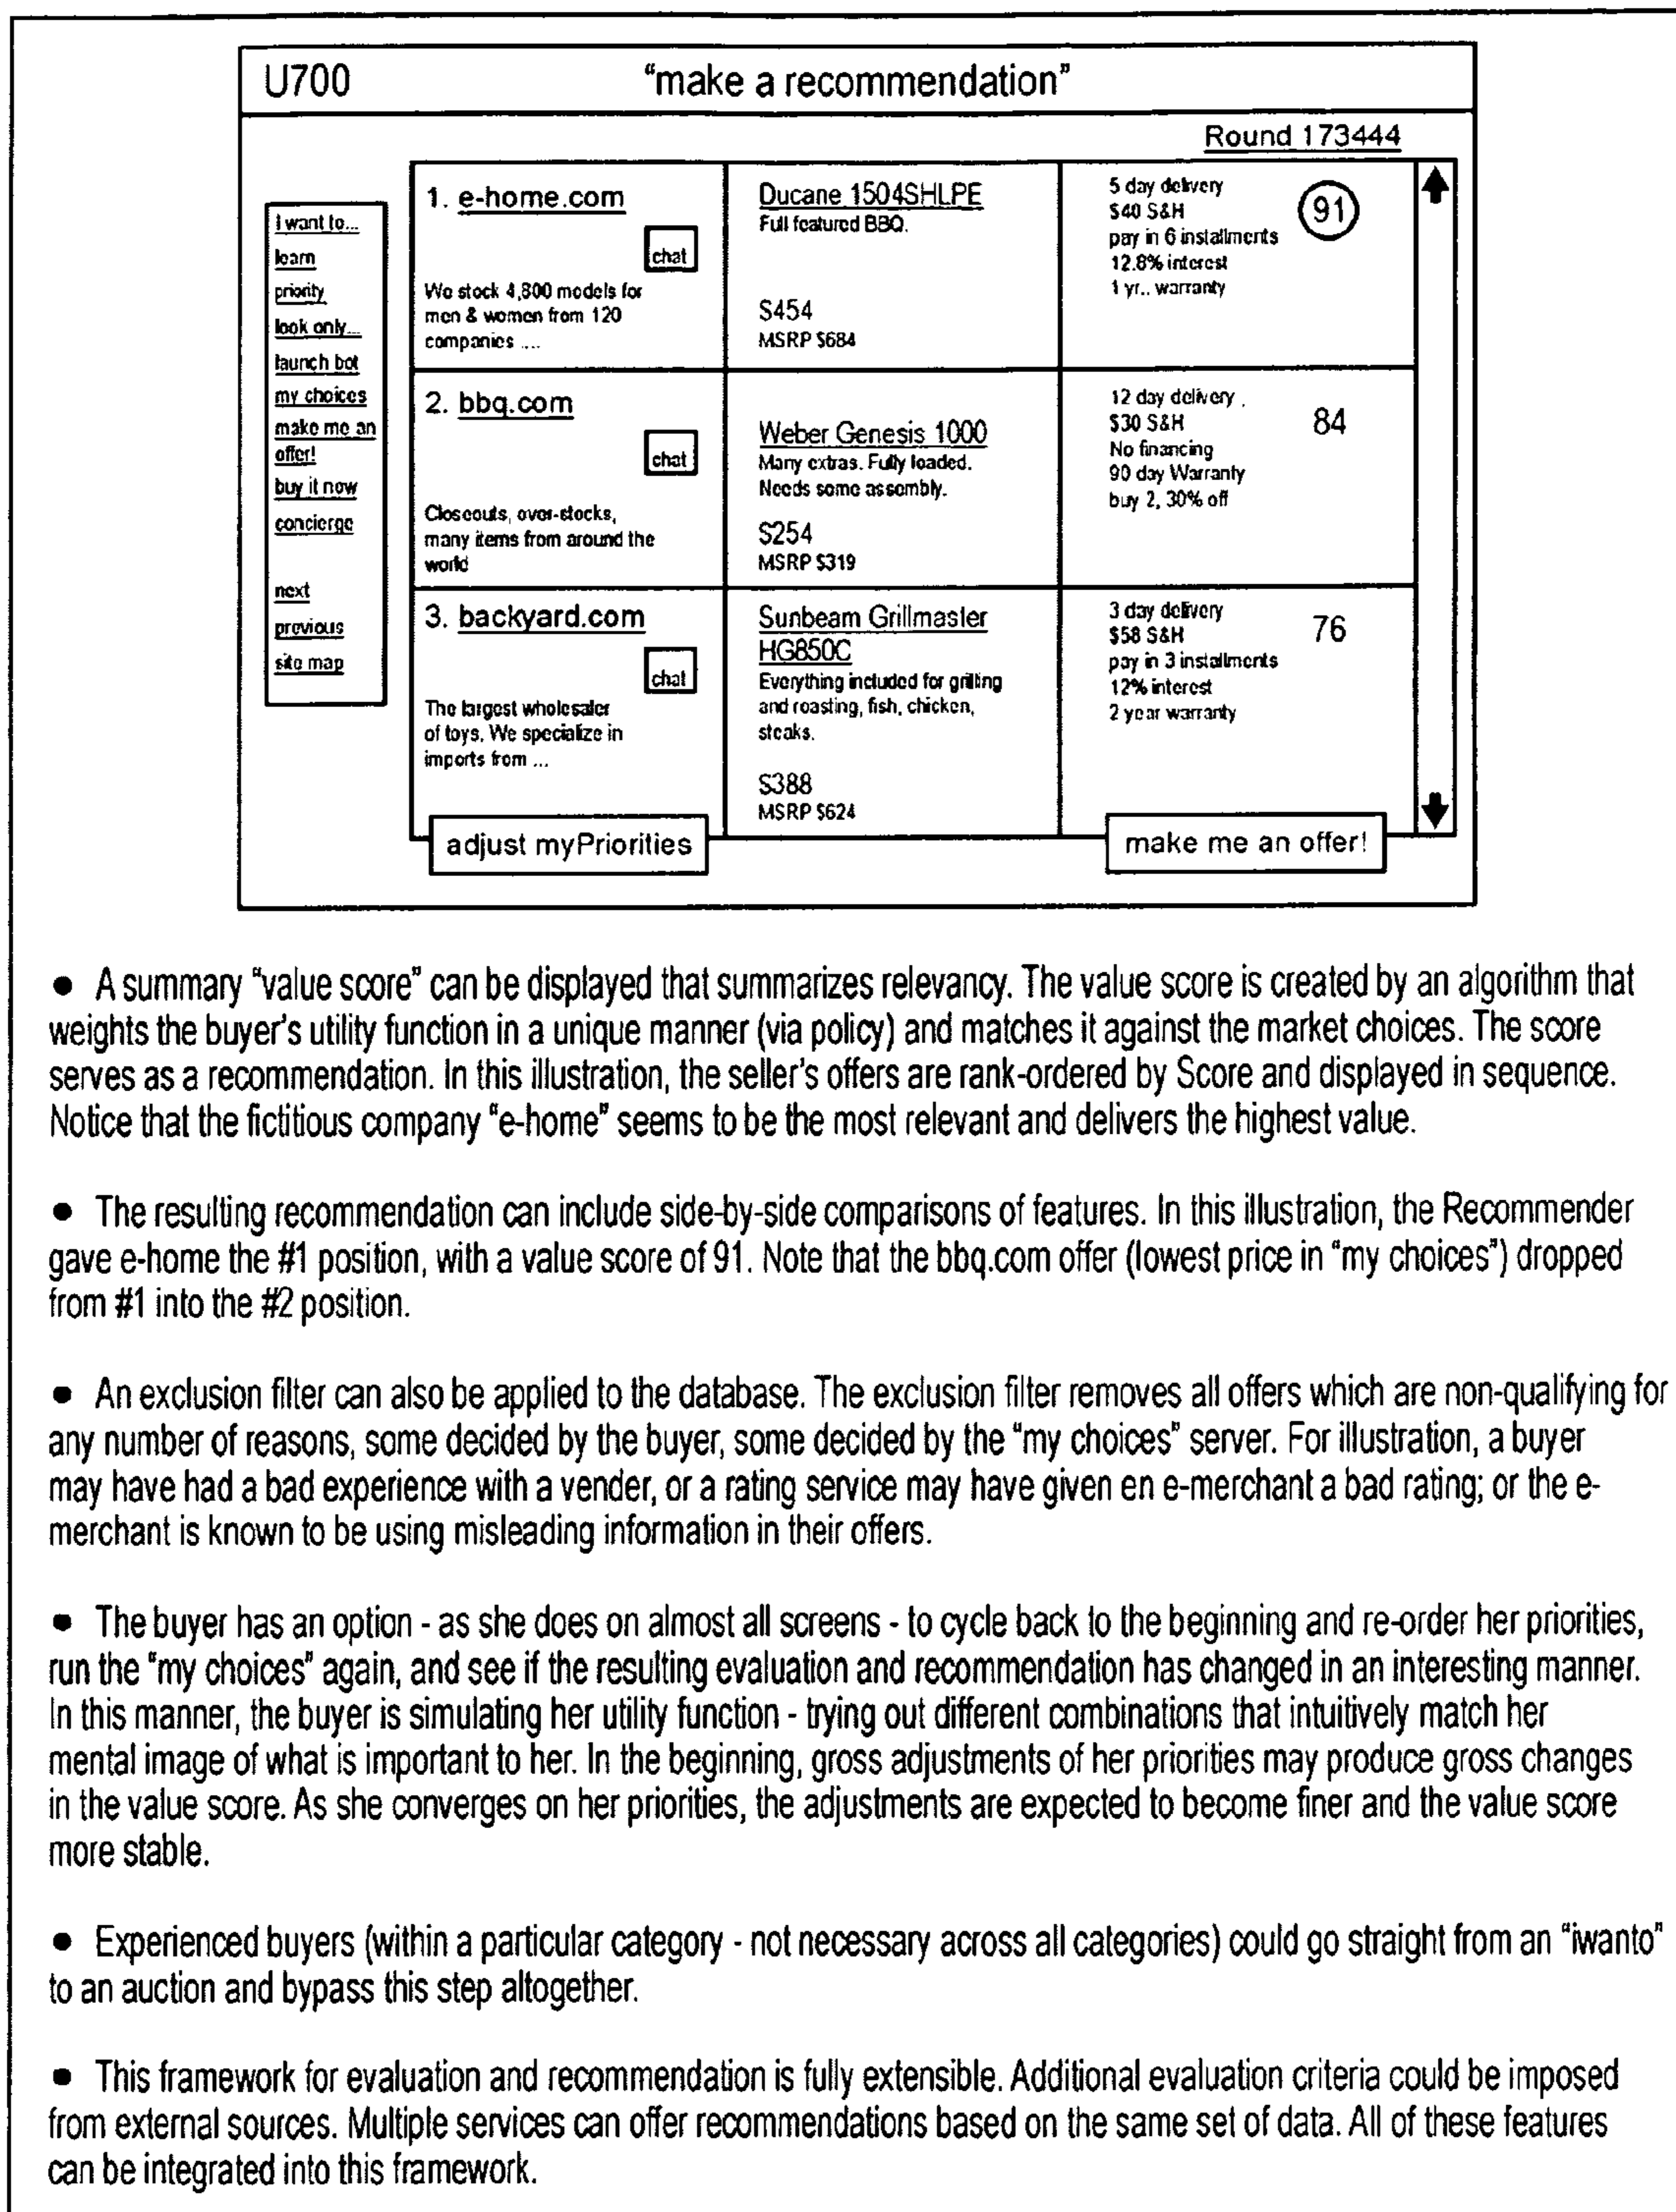 U700
“make a recommendation”
Round 173444
I want to...
learn
priority
look only...
launch bot
my choices
make me an
offer!
buy it now
concierge
next
previous
site map
1. e-home.com
chat
We stock 4,800 models for
men & women from 120
companies ....
Ducane 1504SHLPE
Full featured BBQ.
$454
MSRP $684
5 day delivery
$40 S&H
pay in 6 installments
12.8% interest
1 yr.. warranty
91
2. bbq.com
chat
Closeouts, over-stocks,
many items from around the
world
Weber Genesis 1000
Many extras. Fully loaded.
Needs some assembly.
$254
MSRP $319
12 day delivery .
$30 S&H
No financing
90 day Warranty
buy 2, 30% off
84
3. backyard.com
chat
The largest wholesaler
of toys, We specialize in
imports from ...
Sunbeam Grillmaster
HG850C
Everything included for grilling
and roasting, fish, chicken,
steaks.
$388
MSRP $624
3 day delivery
$58 S&H
pay in 3 installments
12% interest
2 year warranty
76
adjust myPriorities
make me an offer!
• A summary “value score” can be displayed that summarizes relevancy. The value score is created by an algorithm that
weights the buyer’s utility function in a unique manner (via policy) and matches it against the market choices. The score
serves as a recommendation. In this illustration, the seller’s offers are rank-ordered by Score and displayed in sequence.
Notice that the fictitious company “e-home” seems to be the most relevant and delivers the highest value.
• The resulting recommendation can include side-by-side comparisons of features. In this illustration, the Recommender
gave e-home the #1 position, with a value score of 91. Note that the bbq.com offer (lowest price in “my choices”) dropped
from #1 into the #2 position.
• An exclusion filter can also be applied to the database. The exclusion filter removes all offers which are non-qualifying for
any number of reasons, some decided by the buyer, some decided by the “my choices” server. For illustration, a buyer
may have had a bad experience with a vender, or a rating service may have given en e-merchant a bad rating; or the e-
merchant is known to be using misleading information in their offers.
• The buyer has an option - as she does on almost all screens - to cycle back to the beginning and re-order her priorities,
run the “my choices” again, and see if the resulting evaluation and recommendation has changed in an interesting manner.
In this manner, the buyer is simulating her utility function - trying out different combinations that intuitively match her
mental image of what is important to her. In the beginning, gross adjustments of her priorities may produce gross changes
in the value score. As she converges on her priorities, the adjustments are expected to become finer and the value score
more stable.
• Experienced buyers (within a particular category - not necessary across all categories) could go straight from an “iwanto”
to an auction and bypass this step altogether.
• This framework for evaluation and recommendation is fully extensible. Additional evaluation criteria could be imposed
from external sources. Multiple services can offer recommendations based on the same set of data. All of these features
can be integrated into this framework.